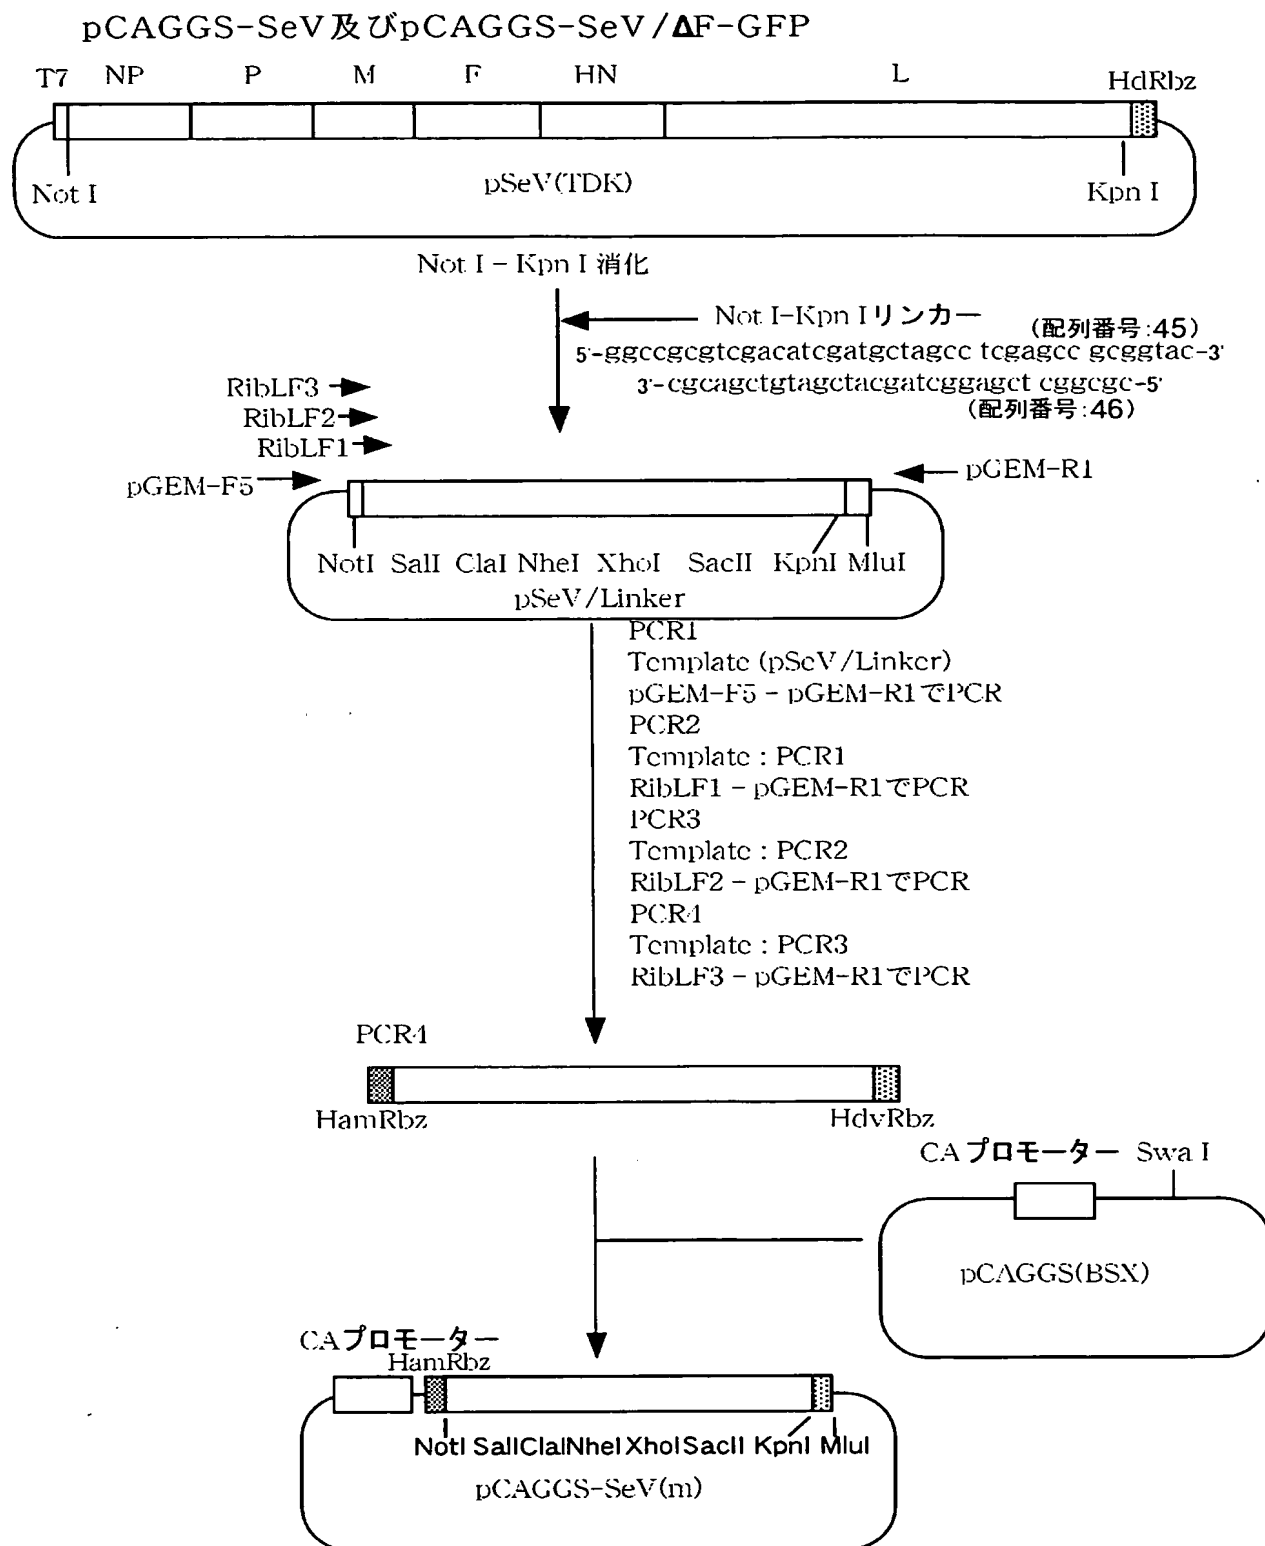 pCAGGS-SeV及びpCAGGS-SeV/ΔF-GFP
T7 NP P M F HN L HdRbz
Not I pSeV(TDK) Kpn I
Not I - Kpn I 消化
Not I-Kpn I リンカー
(配列番号:45)
5'-ggccgcgtcgacatcgatgctagcc tcgagcc gcggtac-3'
3'-cgcagctgtagctacgatcggagct cggcgc-5'
(配列番号:46)
RibLF3
RibLF2
RibLF1
pGEM-F5 pGEM-R1
NotI SalI ClaI NheI XhoI SacII KpnI MluI
pSeV/Linker
PCR1
Template (pSeV/Linker)
pGEM-F5 - pGEM-R1でPCR
PCR2
Template : PCR1
RibLF1 - pGEM-R1でPCR
PCR3
Template : PCR2
RibLF2 - pGEM-R1でPCR
PCR4
Template : PCR3
RibLF3 - pGEM-R1でPCR
PCR4
HamRbz HdvRbz
CAプロモーター Swa I
pCAGGS(BSX)
CAプロモーター
HamRbz
NotI SalIClaINheI XhoISacII KpnI MluI
pCAGGS-SeV(m)